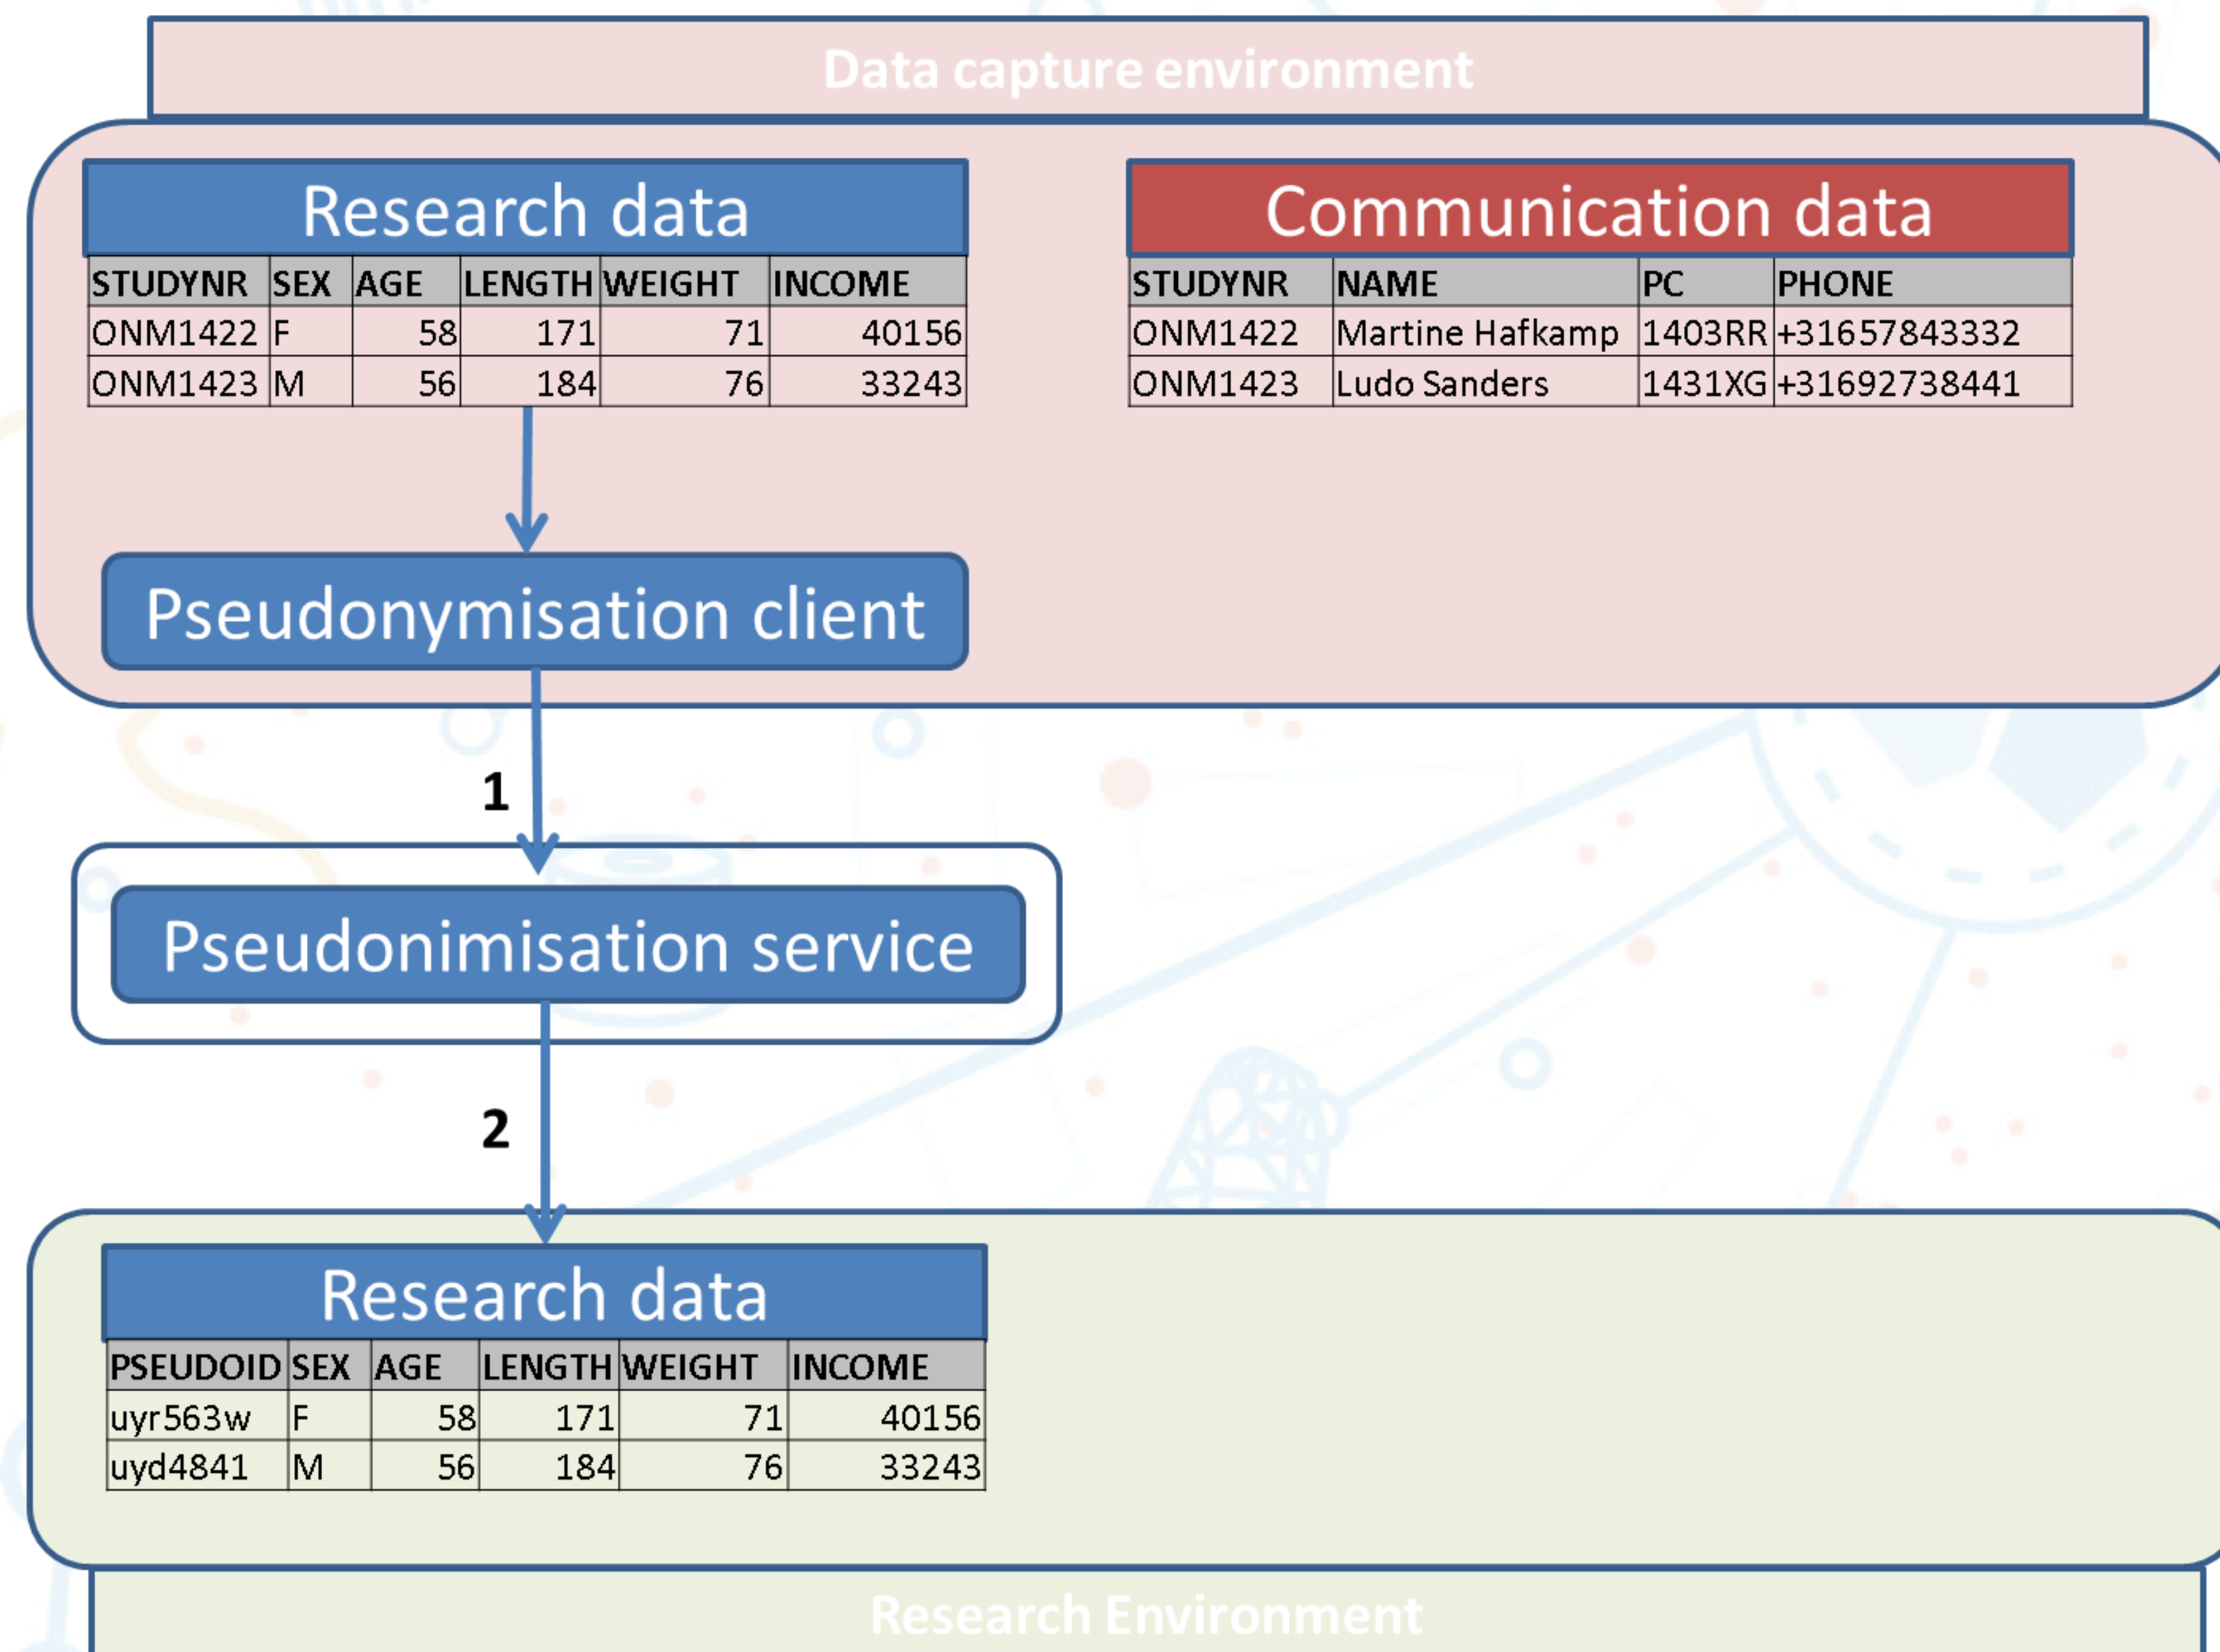 Data capture environment
Research data
STUDYNR SEX AGE LENGTH WEIGHT INCOME
ONM1422 F 58 171 71 40156
ONM1423 M 56 184 76 33243
Communication data
STUDYNR NAME PC PHONE
ONM1422 Martine Hafkamp 1403RR +31657843332
ONM1423 Ludo Sanders 1431XG +31692738441
Pseudonymisation client
1
Pseudonimisation service
2
Research data
PSEUDOID SEX AGE LENGTH WEIGHT INCOME
uyr563w F 58 171 71 40156
uyd4841 M 56 184 76 33243
Research Environment